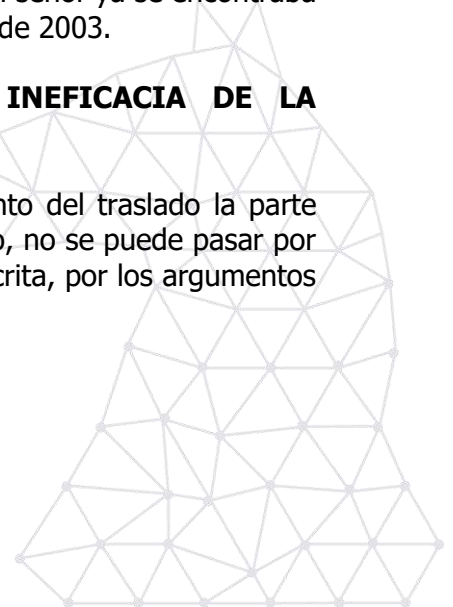 señor ya se encontraba
de 2003.
INEFICACIA DE LA
nto del traslado la parte
o, no se puede pasar por
crita, por los argumentos